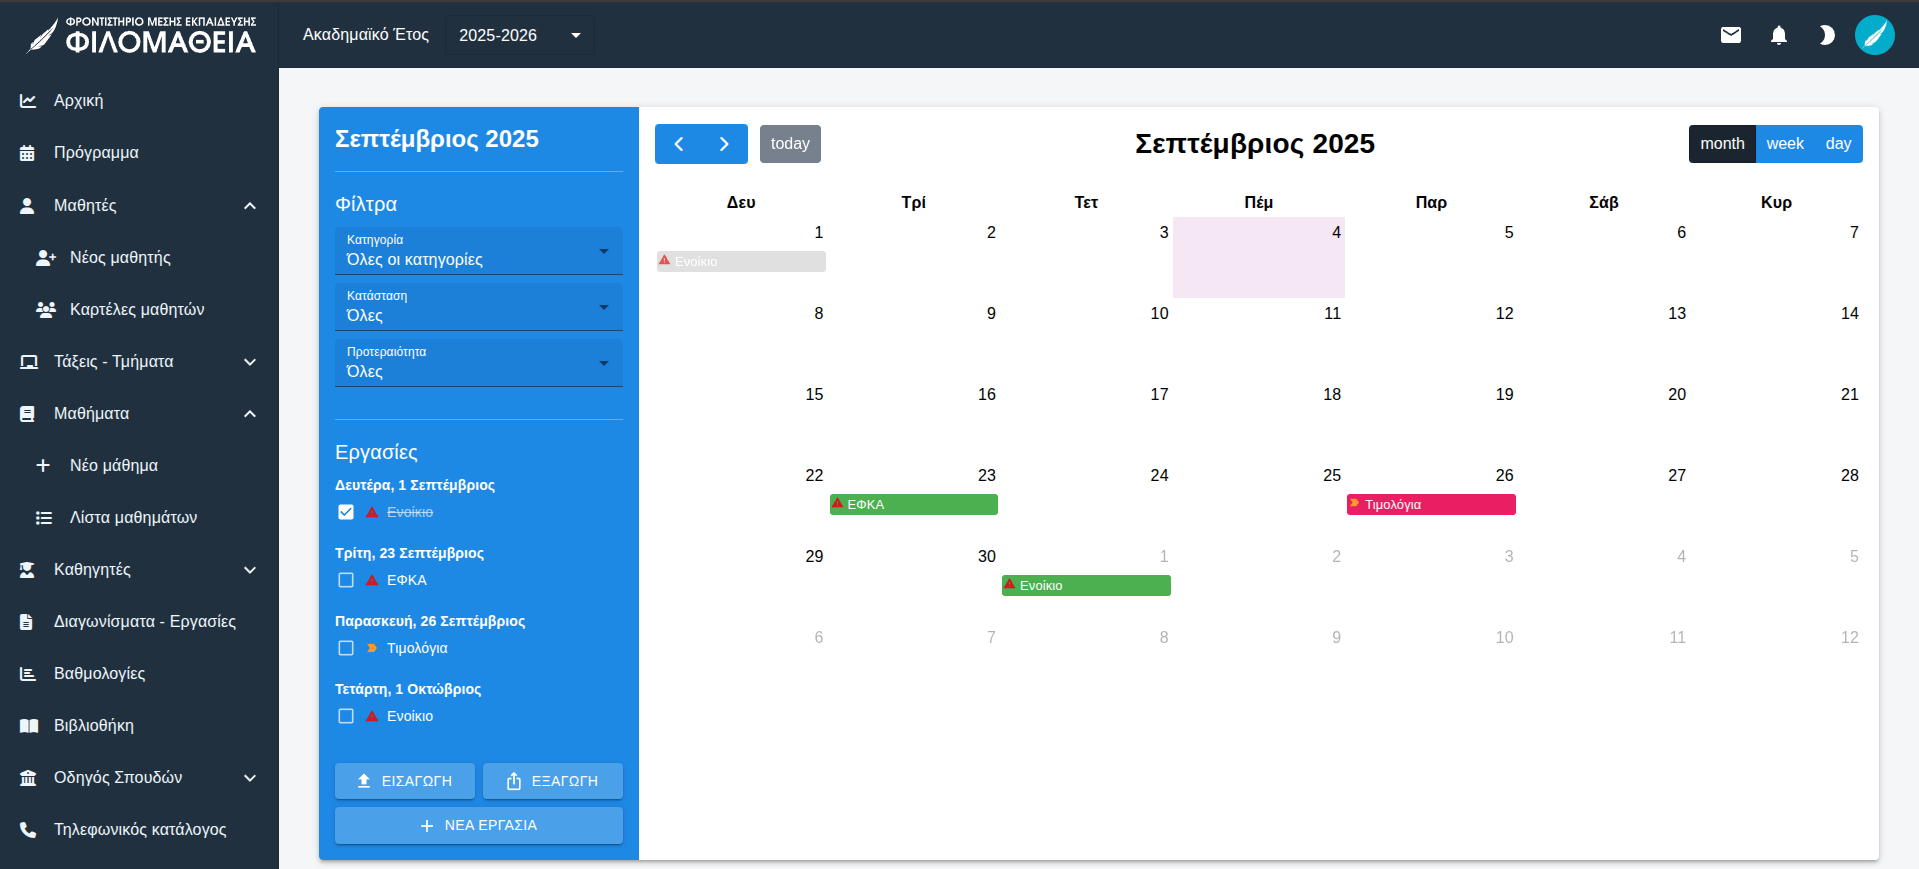 ΦΡΟΝΤΙΣΤΗΡΙΟ ΜΕΣΗΣ ΕΚΠΑΙΔΕΥΣΗΣ
ΦΙΛΟΜΑΘΕΙΑ
Ακαδημαϊκό Έτος
2025-2026
Αρχική
Πρόγραμμα
Μαθητές
Νέος μαθητής
Καρτέλες μαθητών
Τάξεις - Τμήματα
Μαθήματα
Νέο μάθημα
Λίστα μαθημάτων
Καθηγητές
Διαγωνίσματα - Εργασίες
Βαθμολογίες
Βιβλιοθήκη
Οδηγός Σπουδών
Τηλεφωνικός κατάλογος
Σεπτέμβριος 2025
Φίλτρα
Κατηγορία
Όλες οι κατηγορίες
Κατάσταση
Όλες
Προτεραιότητα
Όλες
Εργασίες
Δευτέρα, 1 Σεπτέμβριος
Ενοίκιο
Τρίτη, 23 Σεπτέμβριος
ΕΦΚΑ
Παρασκευή, 26 Σεπτέμβριος
Τιμολόγια
Τετάρτη, 1 Οκτώβριος
Ενοίκιο
ΕΙΣΑΓΩΓΗ ΕΞΑΓΩΓΗ
ΝΕΑ ΕΡΓΑΣΙΑ
today
Σεπτέμβριος 2025
month week day
Δευ Τρί Τετ Πέμ Παρ Σάβ Κυρ
1 2 3 4 5 6 7
Ενοίκιο
8 9 10 11 12 13 14
15 16 17 18 19 20 21
22 23 24 25 26 27 28
ΕΦΚΑ Τιμολόγια
29 30 1 2 3 4 5
Ενοίκιο
6 7 8 9 10 11 12